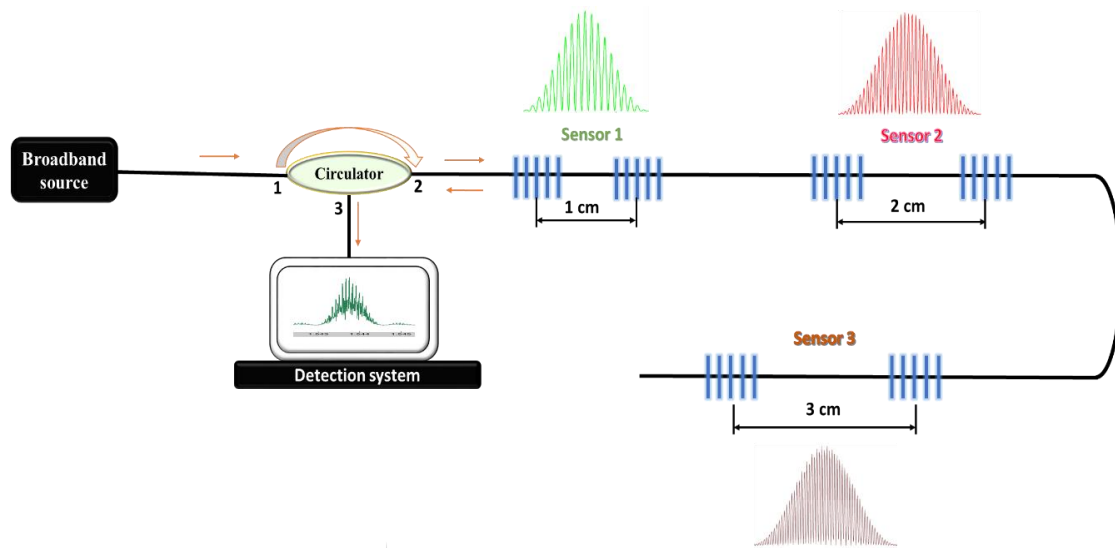 Sensor 1
Sensor 2
Broadband
source
1
Circulator
2
3
1 cm
2 cm
Sensor 3
3 cm
Detection system